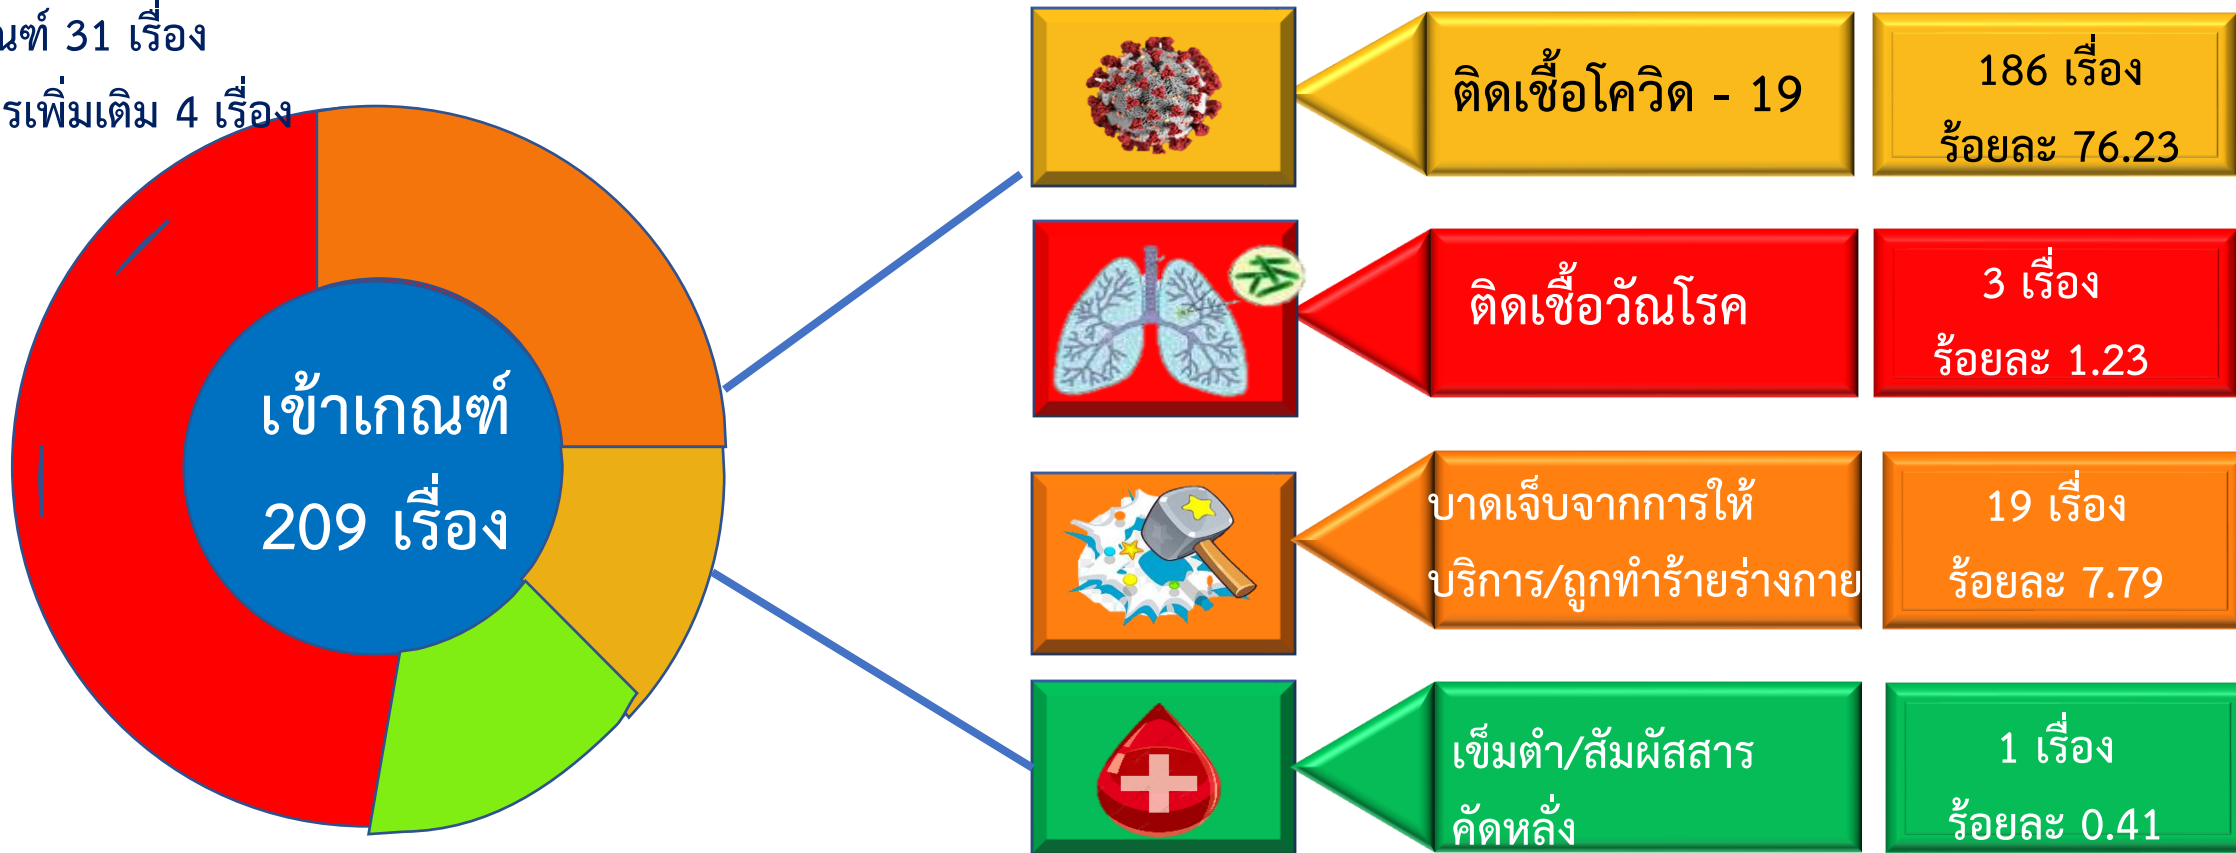 ณฑ์ 31 เรื่อง
รเพิ่มเติม 4 เรื่อง
เข้าเกณฑ์
209 เรื่อง
ติดเชื้อโควิด - 19
186 เรื่อง
ร้อยละ 76.23
ติดเชื้อวัณโรค
3 เรื่อง
ร้อยละ 1.23
บาดเจ็บจากการให้
บริการ/ถูกทำร้ายร่างกาย
19 เรื่อง
ร้อยละ 7.79
เข็มตำ/สัมผัสสาร
คัดหลั่ง
1 เรื่อง
ร้อยละ 0.41